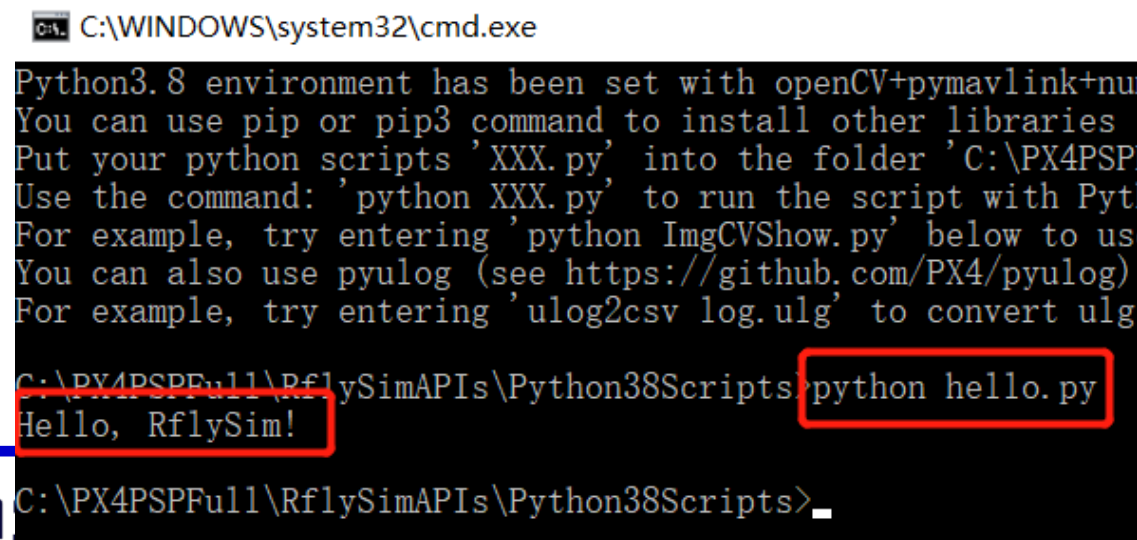 C:\WINDOWS\system32\cmd.exe
Python3.8 environment has been set with openCV+pymavlink+nu
You can use pip or pip3 command to install other libraries
Put your python scripts 'XXX.py' into the folder 'C:\PX4PSP
Use the command: 'python XXX.py' to run the script with Pyt
For example, try entering 'python ImgCVShow.py' below to us
You can also use pyulog (see https://github.com/PX4/pyulog)
For example, try entering 'ulog2csv log.ulg' to convert ulg
C:\PX4PSPFull\RflySimAPIs\Python38Scripts>python hello.py
Hello, RflySim!
C:\PX4PSPFull\RflySimAPIs\Python38Scripts>